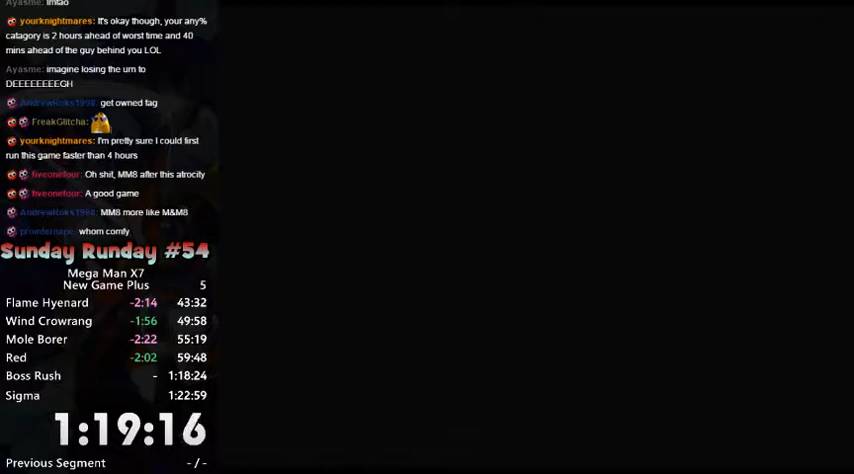 Ayasme: lmfao
yourknightmares: It's okay though, your any%
catagory is 2 hours ahead of worst time and 40
mins ahead of the guy behind you LOL
Ayasme: imagine losing the urn to
DEEEEEEEEGH
AndrewRoks1998: get owned tag
FreakGlitcha:
yourknightmares: I'm pretty sure I could first
run this game faster than 4 hours
fiveonefour: Oh shit, MM8 after this atrocity
fiveonefour: A good game
AndrewRoks1998: MM8 more like M&M8
whom comfy
Sunday Runday #54
Mega Man X7
New Game Plus 5
Flame Hyenard -2:14 43:32
Wind Crowrang -1:56 49:58
Mole Borer -2:22 55:19
Red -2:02 59:48
Boss Rush - 1:18:24
Sigma 1:22:59
1:19:16
Previous Segment - / -